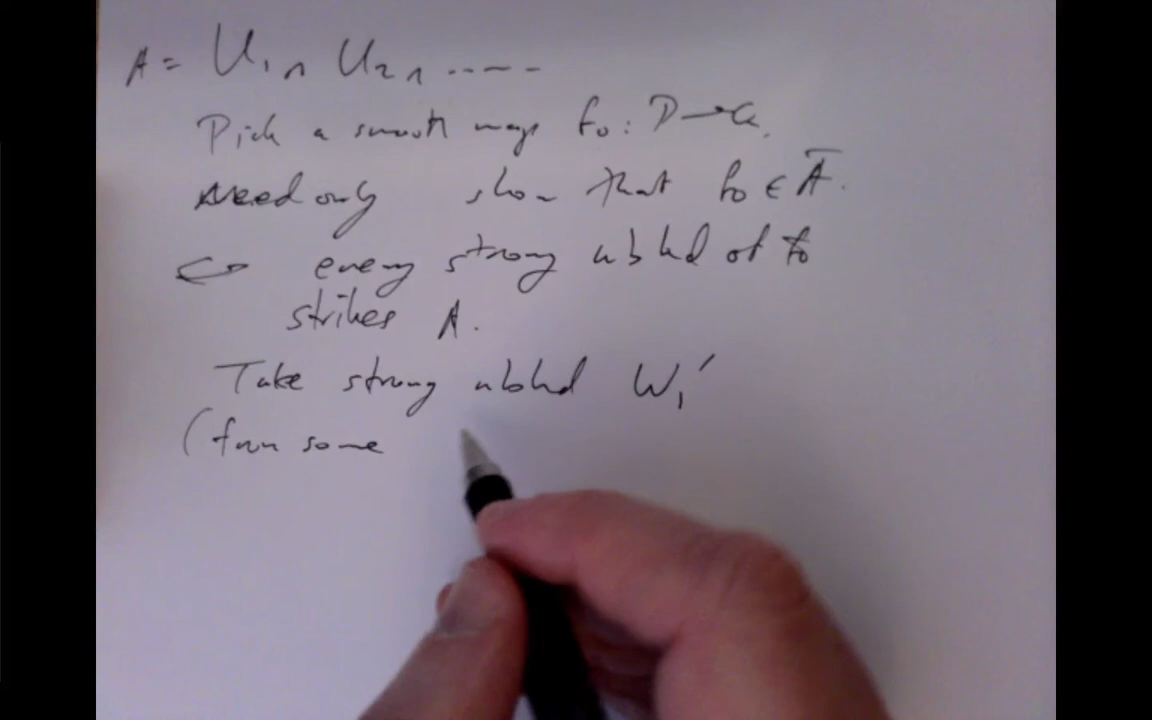 A = U₁ ∩ U₂ ∩ -----
Pick a smooth map f₀: D → G.
Need only show that f₀ ∈ Ā.
⇔ every strong nbhd of f₀
strikes A.
Take strong nbhd W₁′
(from some